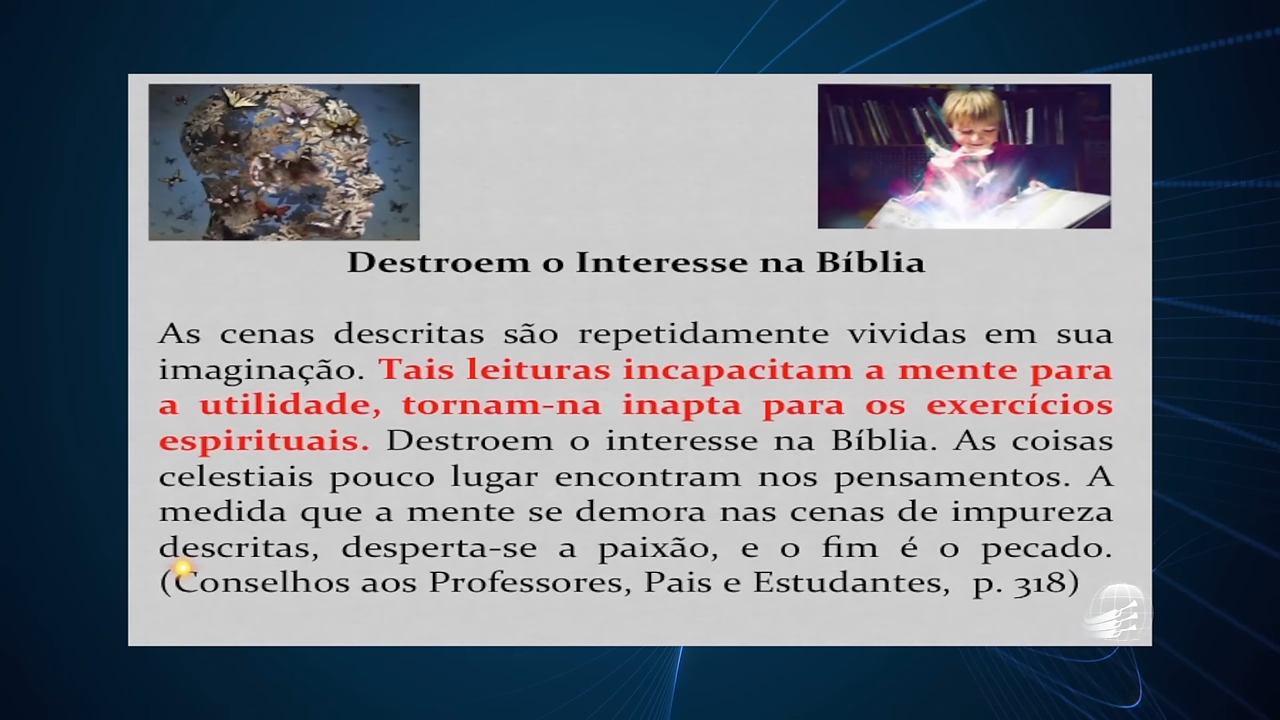 Destroem o Interesse na Bíblia
As cenas descritas são repetidamente vividas em sua
imaginação. Tais leituras incapacitam a mente para
a utilidade, tornam-na inapta para os exercícios
espirituais. Destroem o interesse na Bíblia. As coisas
celestiais pouco lugar encontram nos pensamentos. A
medida que a mente se demora nas cenas de impureza
descritas, desperta-se a paixão, e o fim é o pecado.
(Conselhos aos Professores, Pais e Estudantes, p. 318)